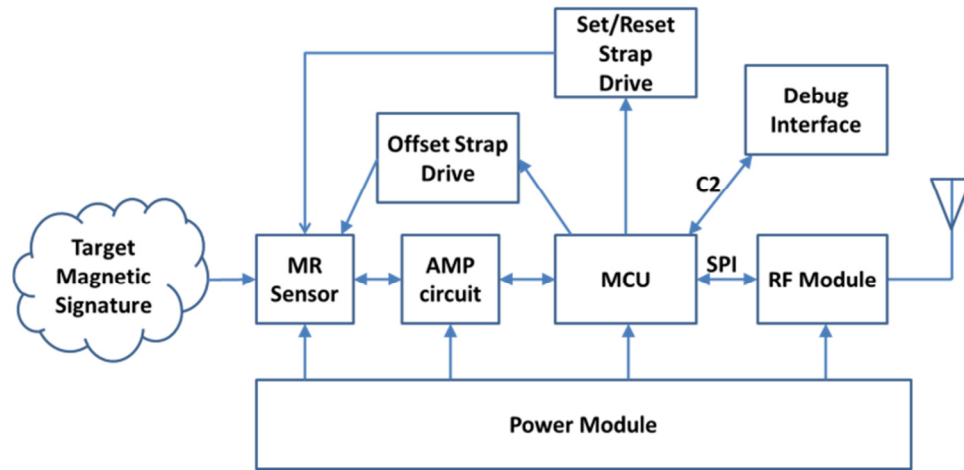 Set/Reset
Strap
Drive
Debug
Interface
Offset Strap
Drive
C2
Target
Magnetic
Signature
MR
Sensor
AMP
circuit
MCU
SPI
RF Module
Power Module